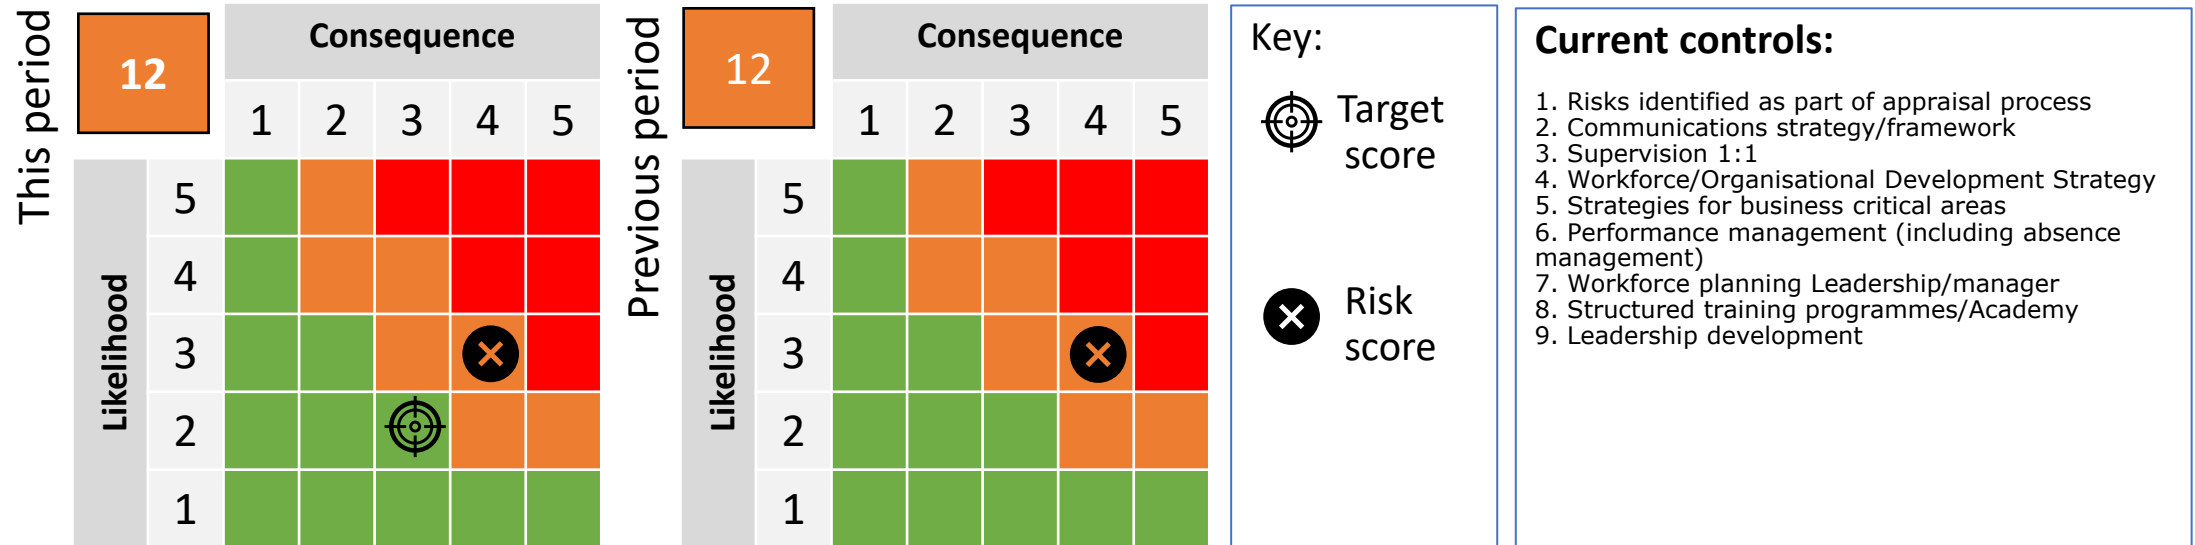 This period
12
Consequence
1 2 3 4 5
Likelihood
5
4
3
2
1
Previous period
12
Consequence
1 2 3 4 5
Likelihood
5
4
3
2
1
Key:
Target
score
Risk
score
Current controls:
1. Risks identified as part of appraisal process
2. Communications strategy/framework
3. Supervision 1:1
4. Workforce/Organisational Development Strategy
5. Strategies for business critical areas
6. Performance management (including absence
management)
7. Workforce planning Leadership/manager
8. Structured training programmes/Academy
9. Leadership development